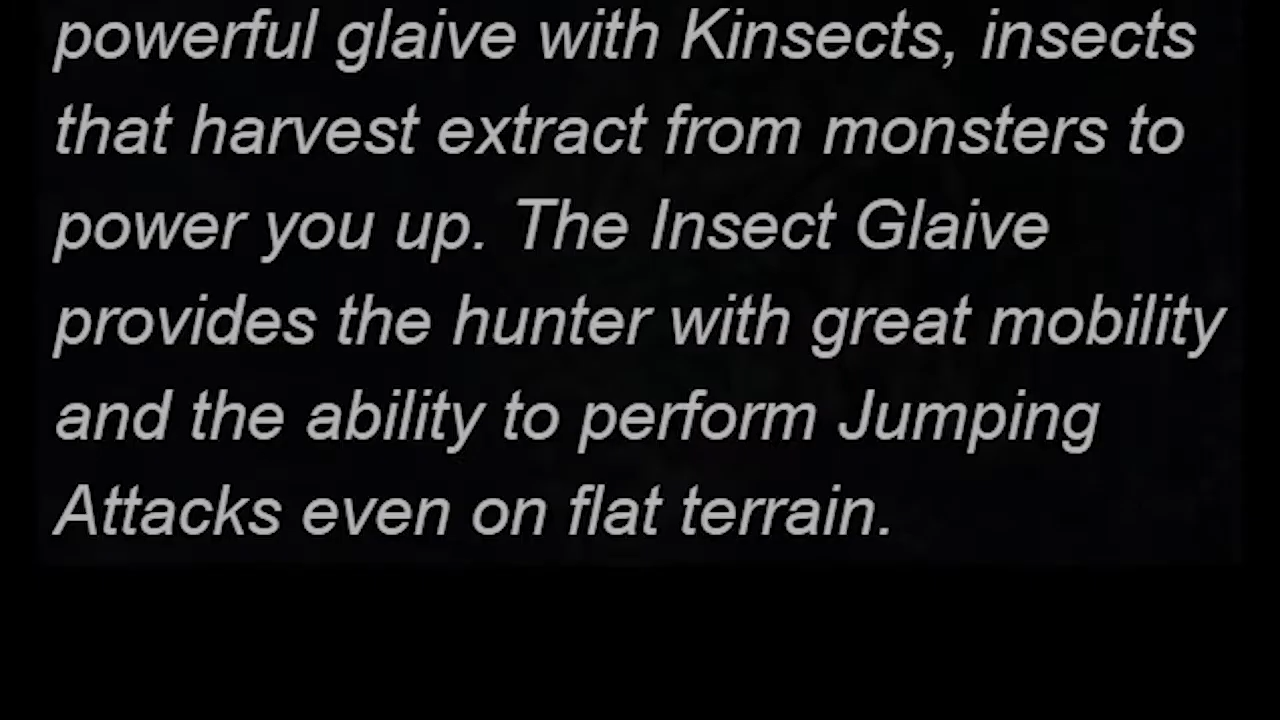 powerful glaive with Kinsects, insects
that harvest extract from monsters to
power you up. The Insect Glaive
provides the hunter with great mobility
and the ability to perform Jumping
Attacks even on flat terrain.